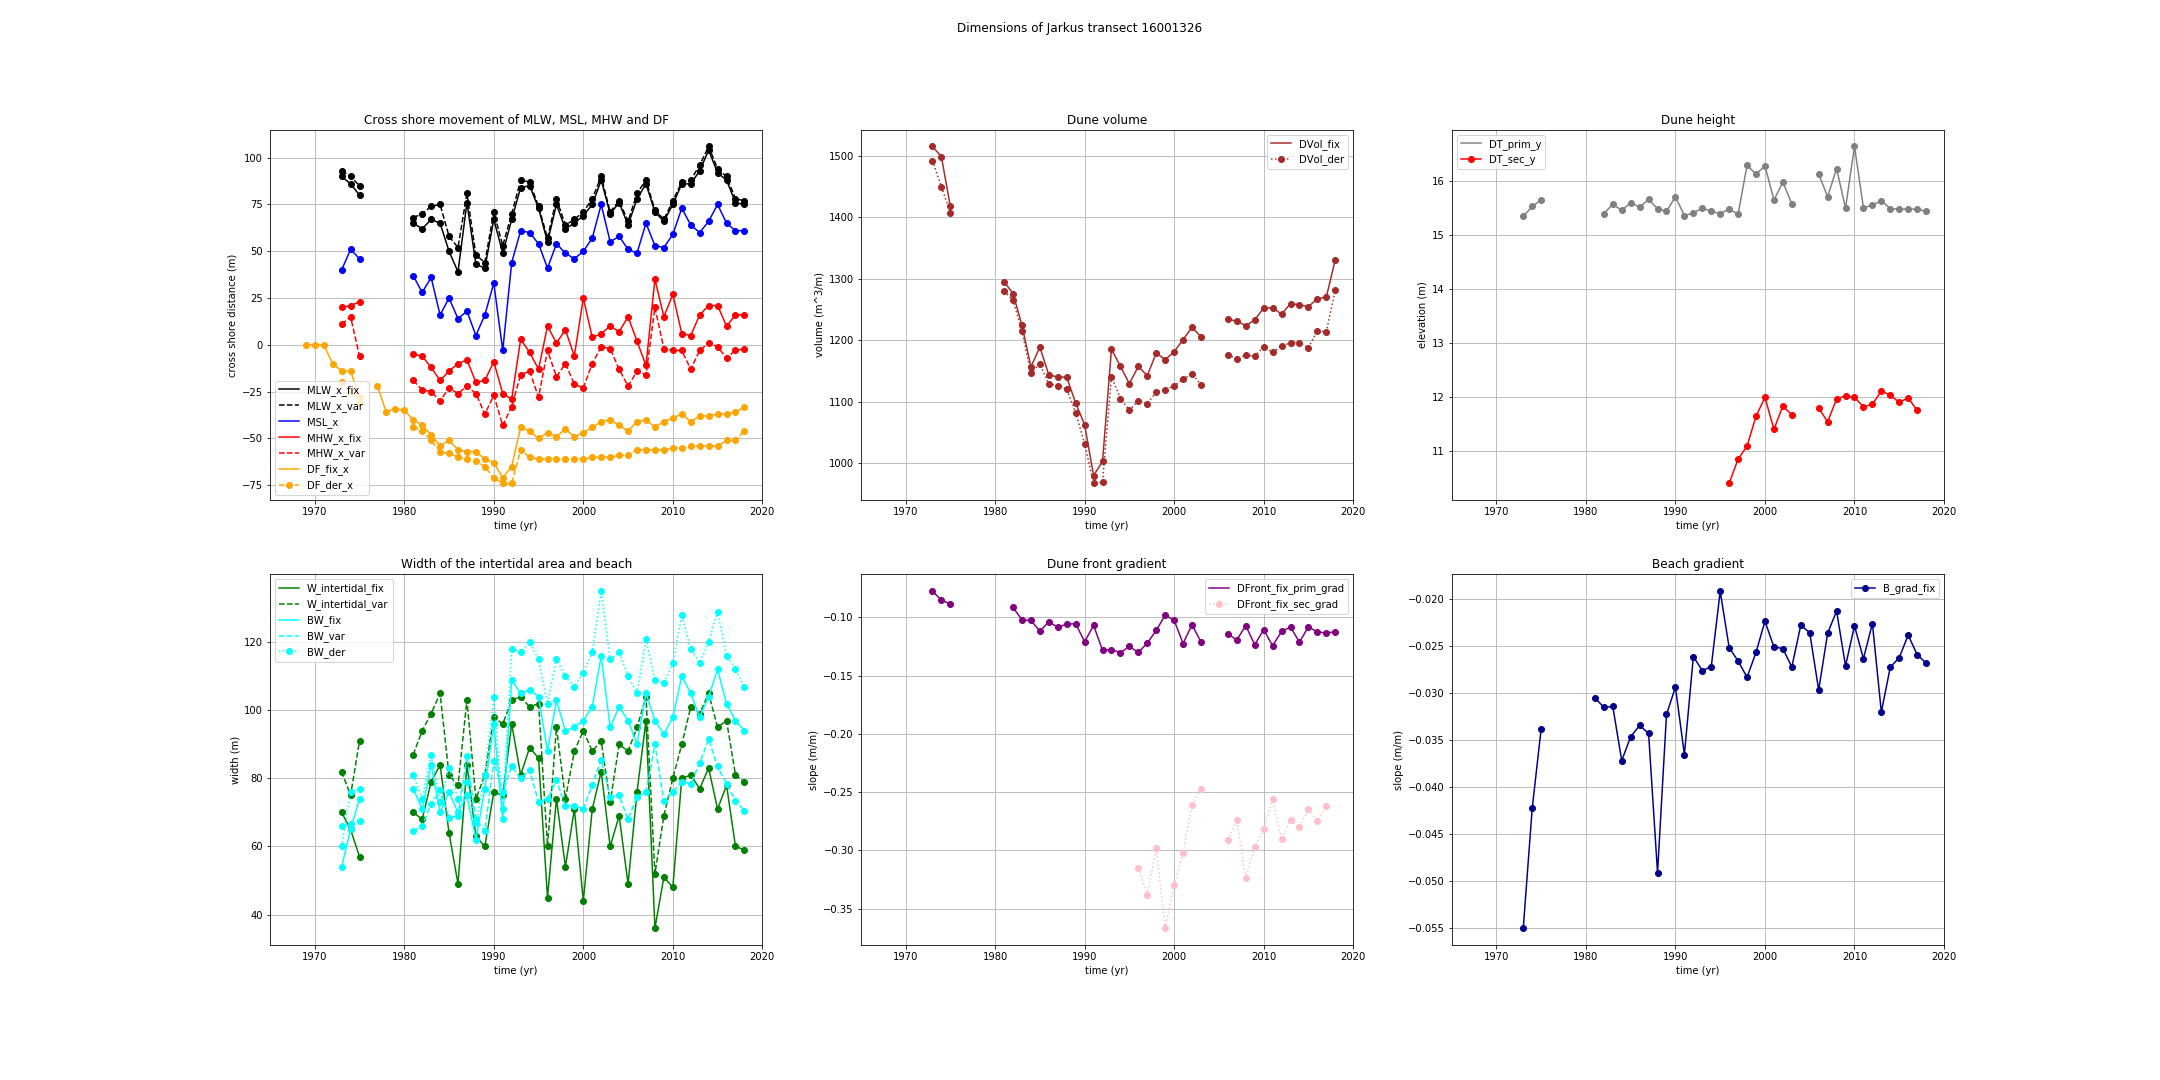 Dimensions of Jarkus transect 16001326
Cross shore movement of MLW, MSL, MHW and DF
cross shore distance (m)
100
75
50
25
0
−25
−50
−75
MLW_x_fix
MLW_x_var
MSL_x
MHW_x_fix
MHW_x_var
DF_fix_x
DF_der_x
1970 1980 1990 2000 2010 2020
time (yr)
Dune volume
volume (m^3/m)
1500
1400
1300
1200
1100
1000
DVol_fix
DVol_der
1970 1980 1990 2000 2010 2020
time (yr)
Dune height
elevation (m)
16
15
14
13
12
11
DT_prim_y
DT_sec_y
1970 1980 1990 2000 2010 2020
time (yr)
Width of the intertidal area and beach
width (m)
120
100
80
60
40
W_intertidal_fix
W_intertidal_var
BW_fix
BW_var
BW_der
1970 1980 1990 2000 2010 2020
time (yr)
Dune front gradient
slope (m/m)
−0.10
−0.15
−0.20
−0.25
−0.30
−0.35
DFront_fix_prim_grad
DFront_fix_sec_grad
1970 1980 1990 2000 2010 2020
time (yr)
Beach gradient
slope (m/m)
−0.020
−0.025
−0.030
−0.035
−0.040
−0.045
−0.050
−0.055
B_grad_fix
1970 1980 1990 2000 2010 2020
time (yr)